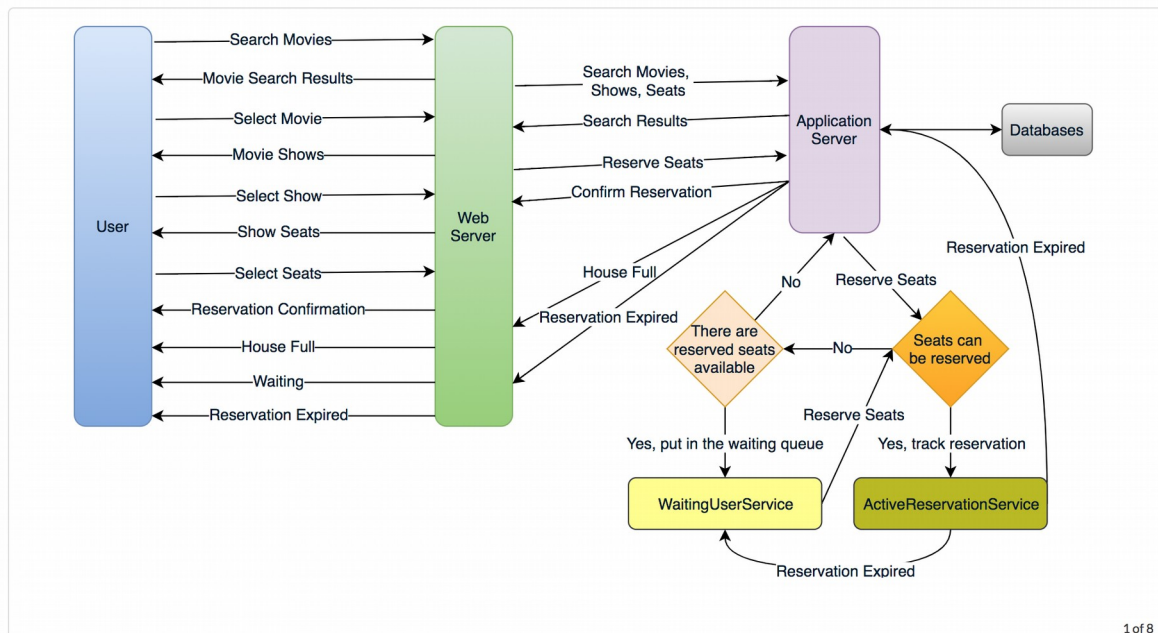 Search Movies
Movie Search Results
Select Movie
Movie Shows
Select Show
Show Seats
Select Seats
Reservation Confirmation
House Full
Waiting
Reservation Expired
User
Web
Server
Search Movies,
Shows, Seats
Search Results
Reserve Seats
Confirm Reservation
House Full
Reservation Expired
Application
Server
Databases
Reservation Expired
No
Reserve Seats
There are
reserved seats
available
No
Seats can
be reserved
Reserve Seats
Yes, put in the waiting queue
Yes, track reservation
WaitingUserService
ActiveReservationService
Reservation Expired
1 of 8